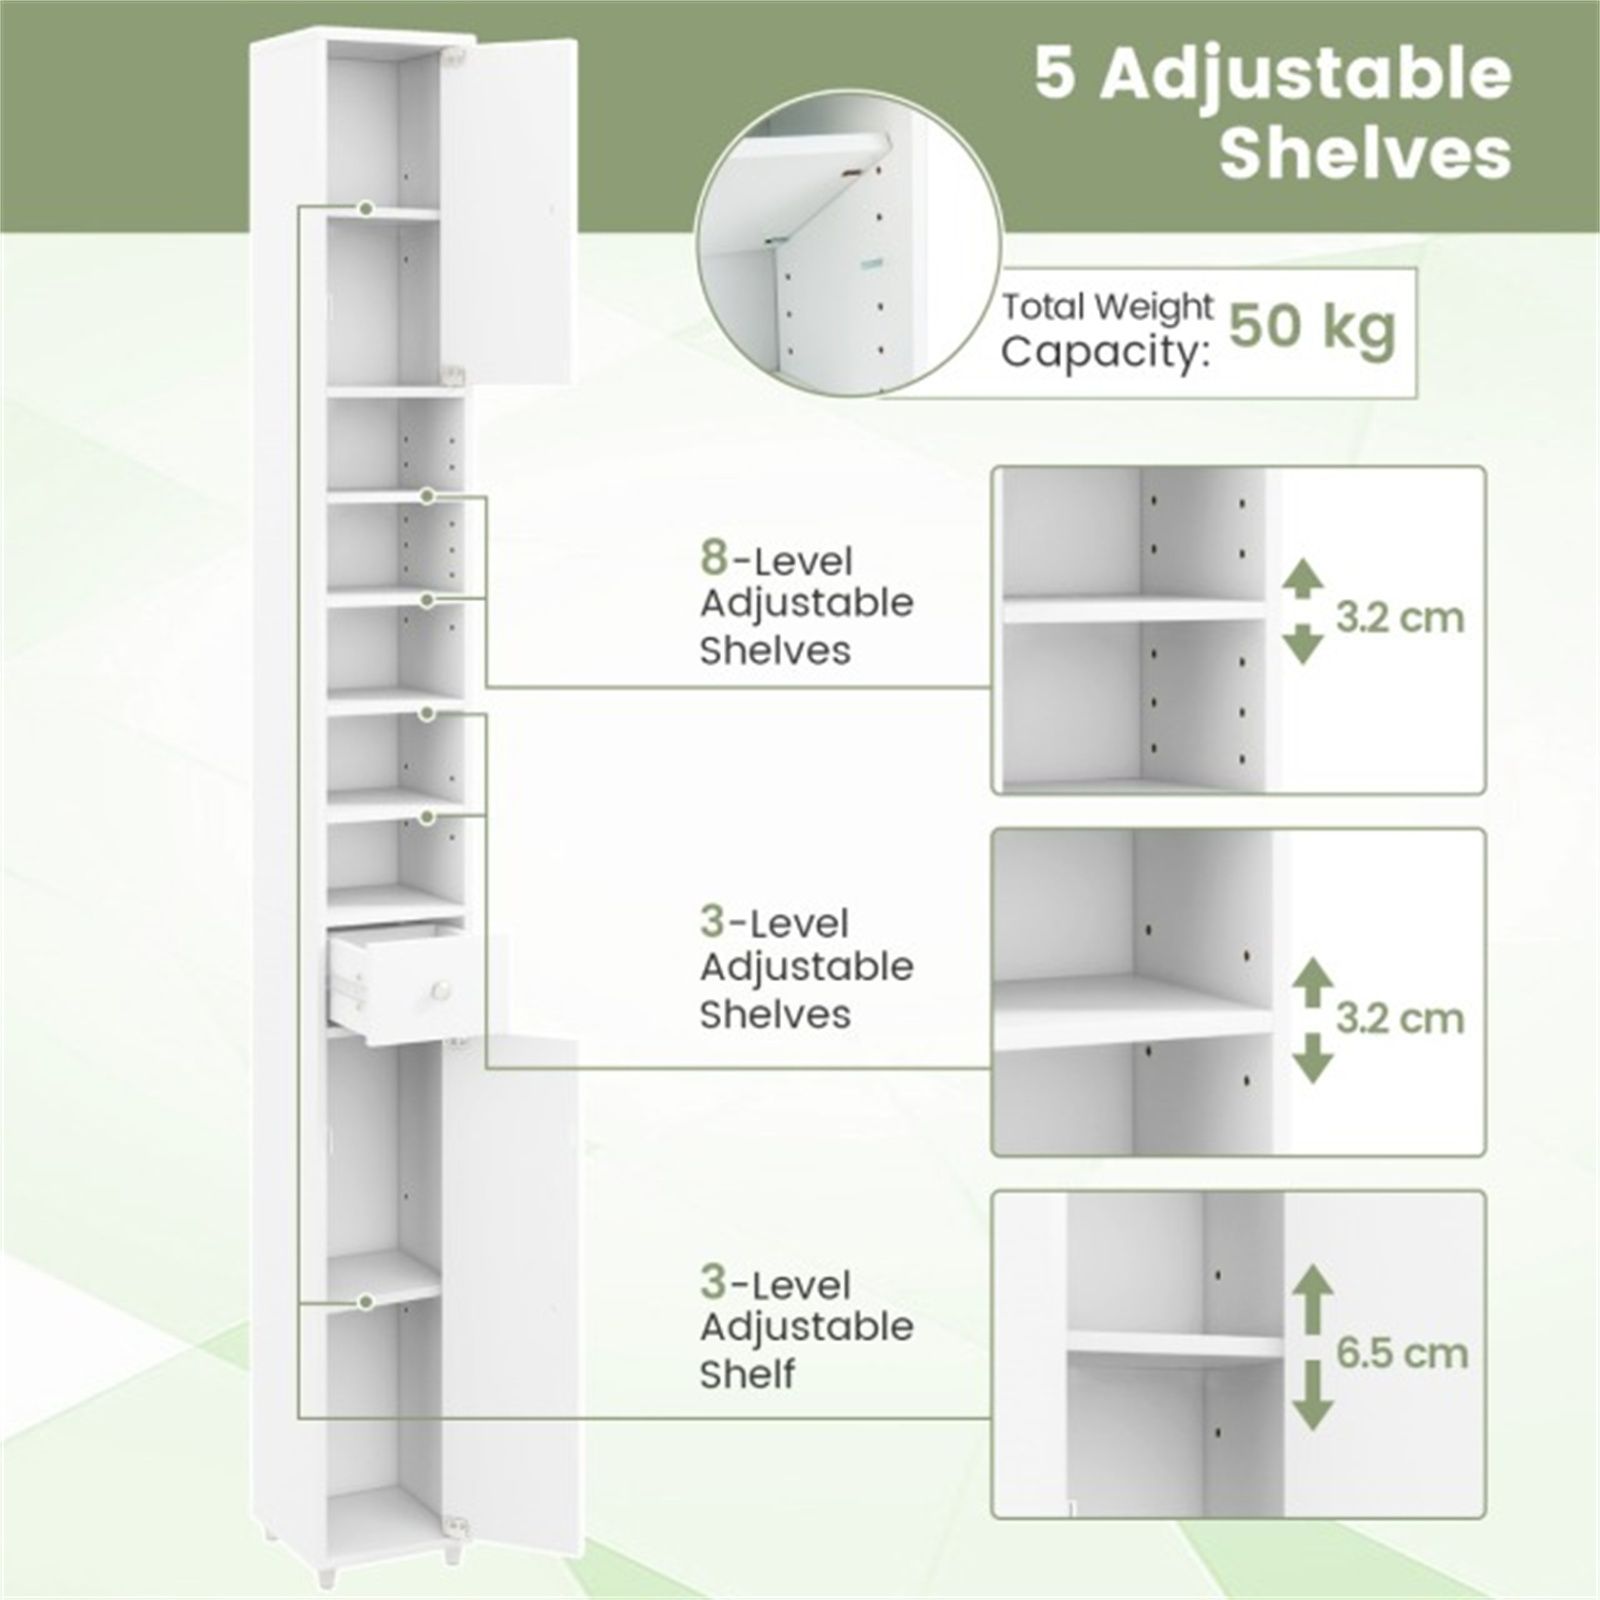 5 Adjustable
Shelves
Total Weight
Capacity:
50 kg
8-Level
Adjustable
Shelves
3.2 cm
3-Level
Adjustable
Shelves
3.2 cm
3-Level
Adjustable
Shelf
6.5 cm